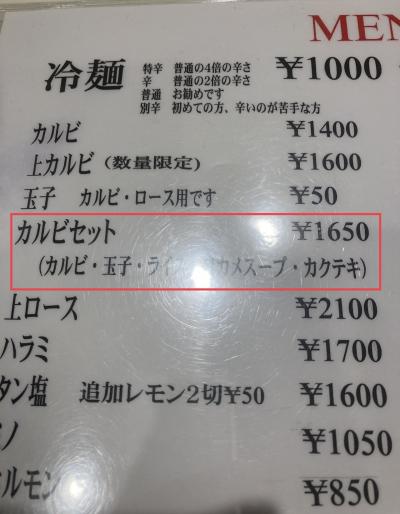 MEN
冷麺 ¥1000
特辛 普通の4倍の辛さ
辛 普通の2倍の辛さ
普通 お勧めです
別辛 初めての方、辛いのが苦手な方
カルビ ¥1400
上カルビ(数量限定) ¥1600
玉子 カルビ・ロース用です ¥50
カルビセット ¥1650
(カルビ・玉子・ライ カメスープ・カクテキ)
上ロース ¥2100
ハラミ ¥1700
タン塩 追加レモン2切¥50 ¥1600
ノ ¥1050
ルモン ¥850